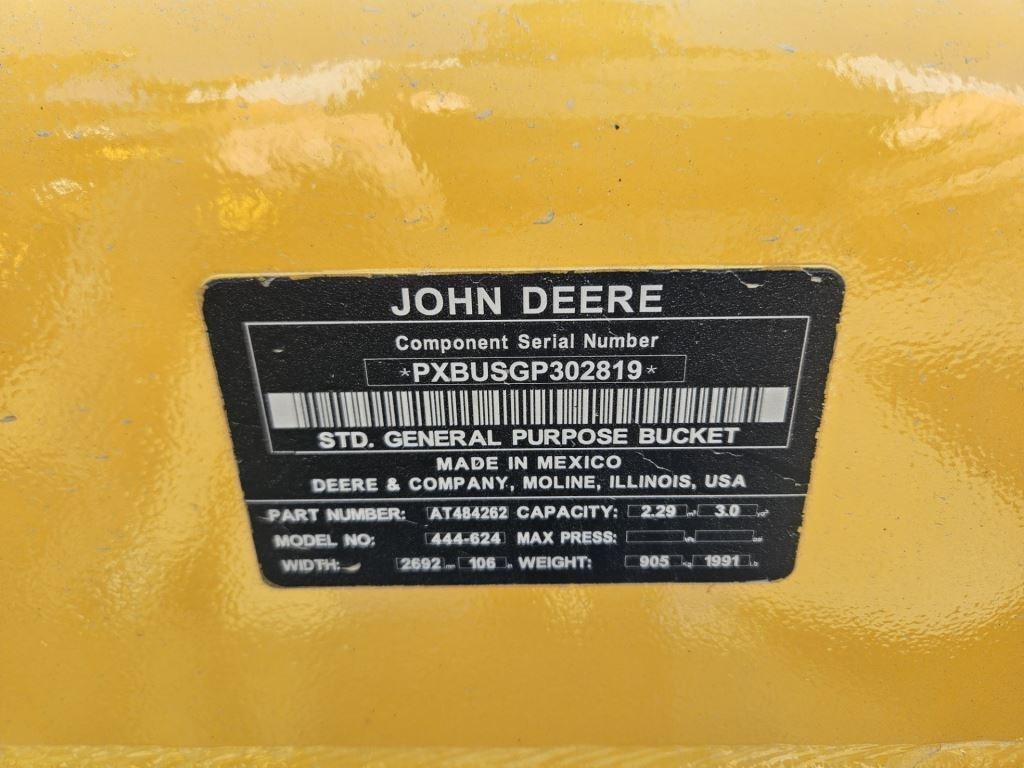 JOHN DEERE
Component Serial Number
*PXBUSGP302819*
STD. GENERAL PURPOSE BUCKET
MADE IN MEXICO
DEERE & COMPANY, MOLINE, ILLINOIS, USA
PART NUMBER: AT484262 CAPACITY: 2.29 m³ 3.0 yd³
MODEL NO: 444-624 MAX PRESS:
WIDTH: 2692 106 WEIGHT: 905 1991